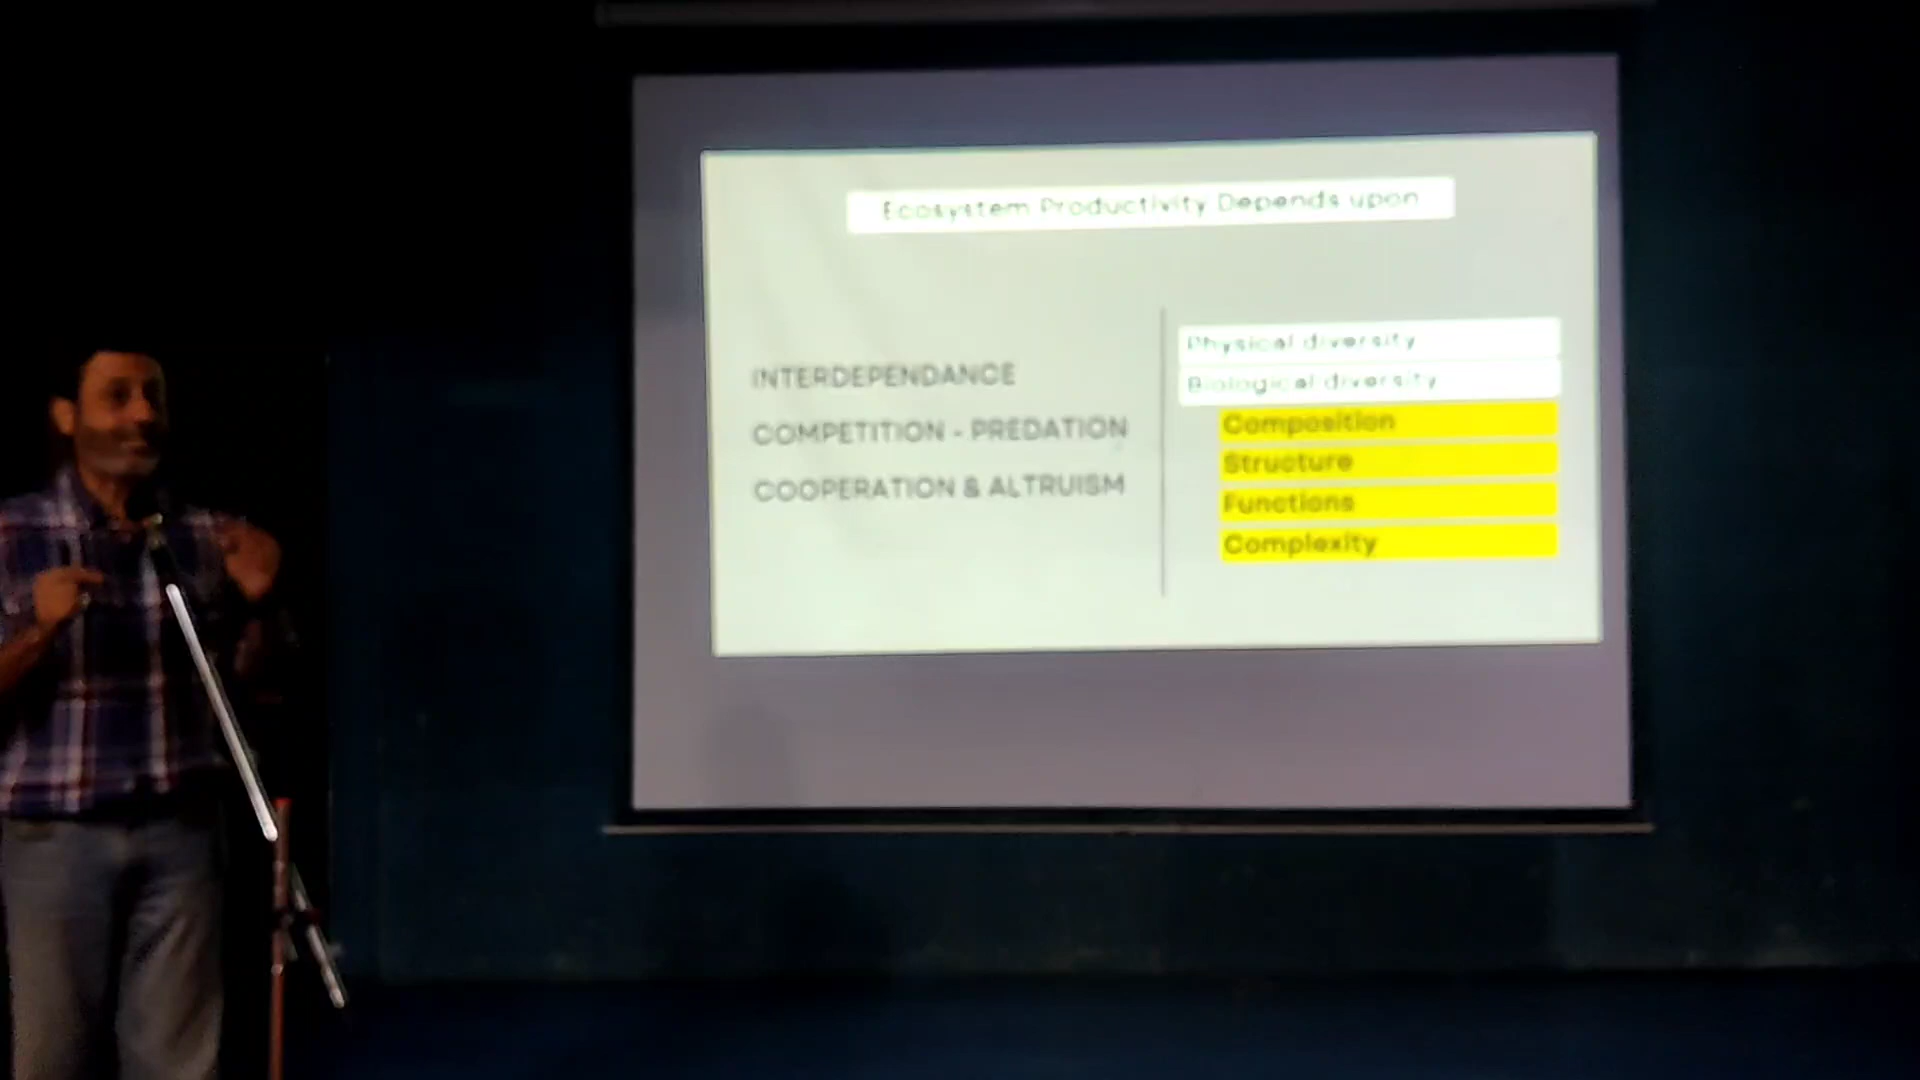 Ecosystem Productivity Depends upon
INTERDEPENDANCE
COMPETITION - PREDATION
COOPERATION & ALTRUISM
Physical diversity
Biological diversity
Composition
Structure
Functions
Complexity